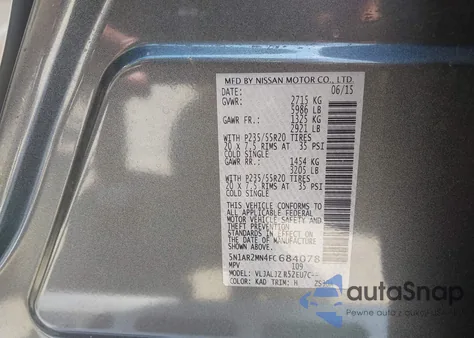 MFD BY NISSAN MOTOR CO., LTD.
DATE: 06/15
GVWR: 2715 KG
5986 LB
GAWR FR.: 1325 KG
2921 LB
WITH P235/55R20 TIRES
20 x 7.5 RIMS AT 35 PSI
COLD SINGLE
GAWR RR.: 1454 KG
3205 LB
WITH P235/55R20 TIRES
20 x 7.5 RIMS AT 35 PSI
COLD SINGLE
THIS VEHICLE CONFORMS TO
ALL APPLICABLE FEDERAL
MOTOR VEHICLE SAFETY AND
THEFT PREVENTION
STANDARDS IN EFFECT ON
THE DATE OF MANUFACTURE
SHOWN ABOVE.
5N1AR2MN4FC684078
MPV 109
MODEL:
COLOR: KAD TRIM: H
autoSnap